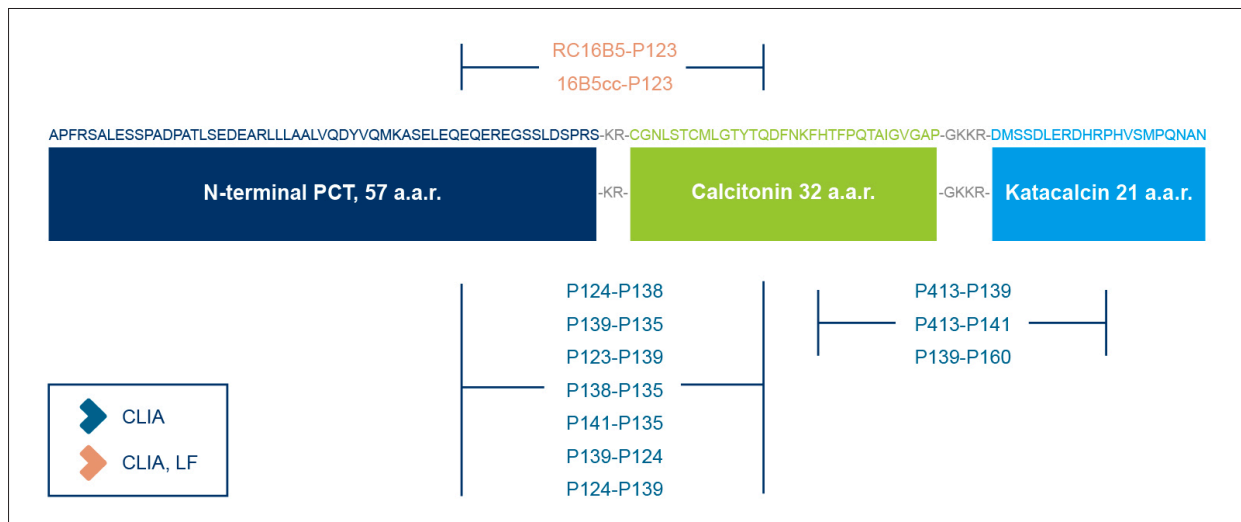 RC16B5-P123
16B5cc-P123
APFRSALESSPADPATLSEDEARLLLAALVQDYVQMKASELEQEQEREGSSLDSPRS-KR-CGNLSTCMLGTYTQDFNKFHTFPQTAIGVGAP-GKKR-DMSSDLERDHRPHVSMPQNAN
N-terminal PCT, 57 a.a.r. -KR- Calcitonin 32 a.a.r. -GKKR- Katacalcin 21 a.a.r.
P124-P138
P139-P135
P123-P139
P138-P135
P141-P135
P139-P124
P124-P139
P413-P139
P413-P141
P139-P160
CLIA
CLIA, LF